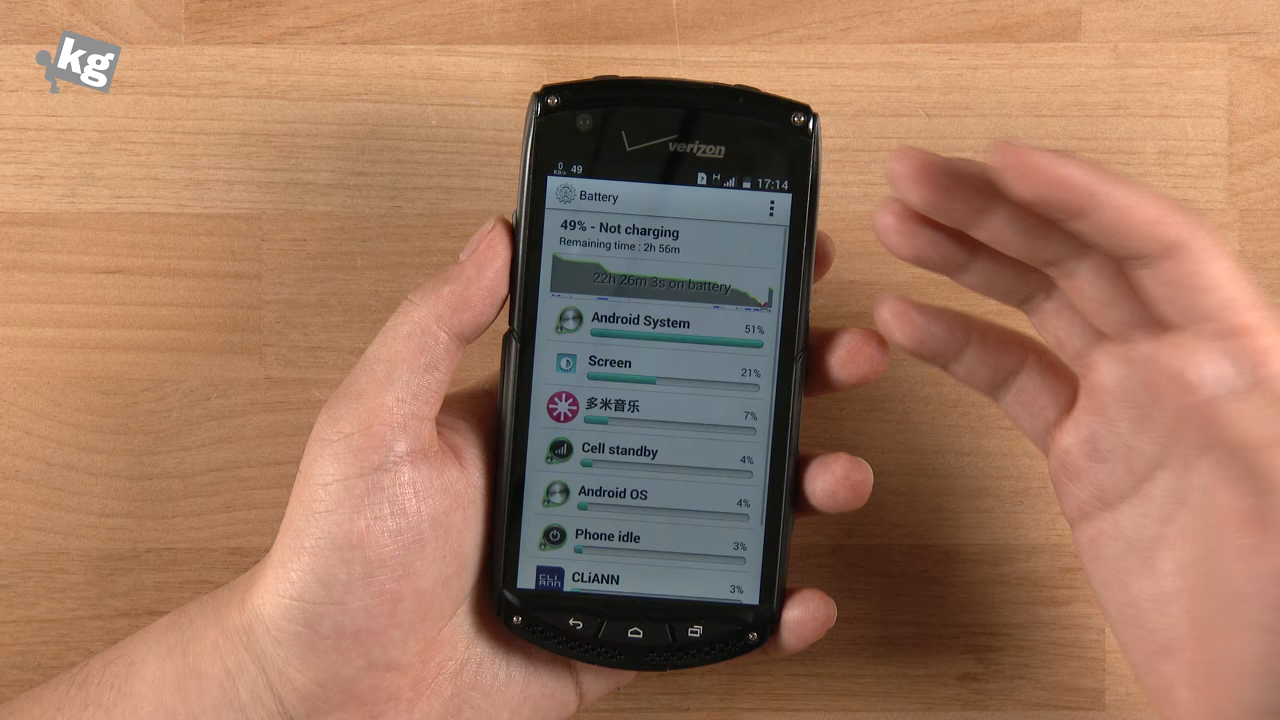 kg
verizon
0 KB/s 49 H 17:14
Battery
49% - Not charging
Remaining time : 2h 56m
22h 26m 3s on battery
Android System 51%
Screen 21%
多米音乐 7%
Cell standby 4%
Android OS 4%
Phone idle 3%
CLiANN 3%